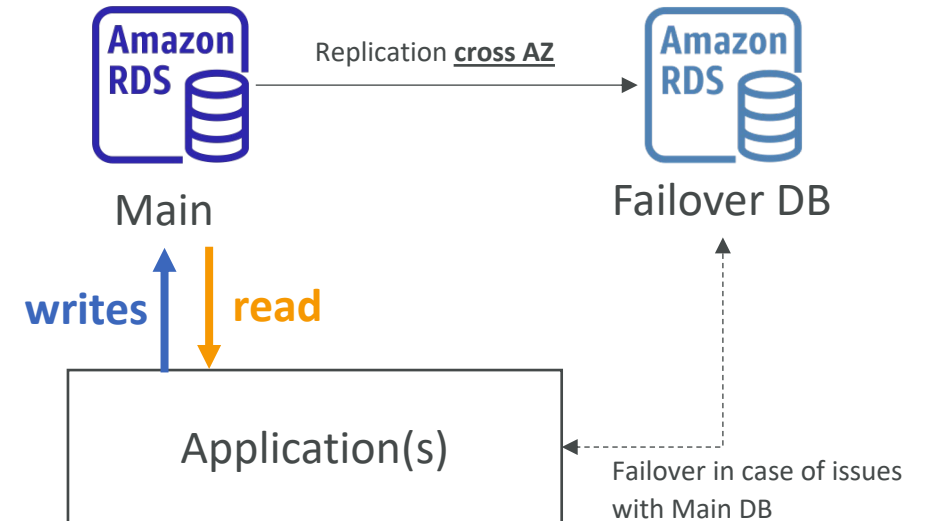 Amazon
RDS
Replication cross AZ
Amazon
RDS
Main
Failover DB
writes
read
Application(s)
Failover in case of issues
with Main DB